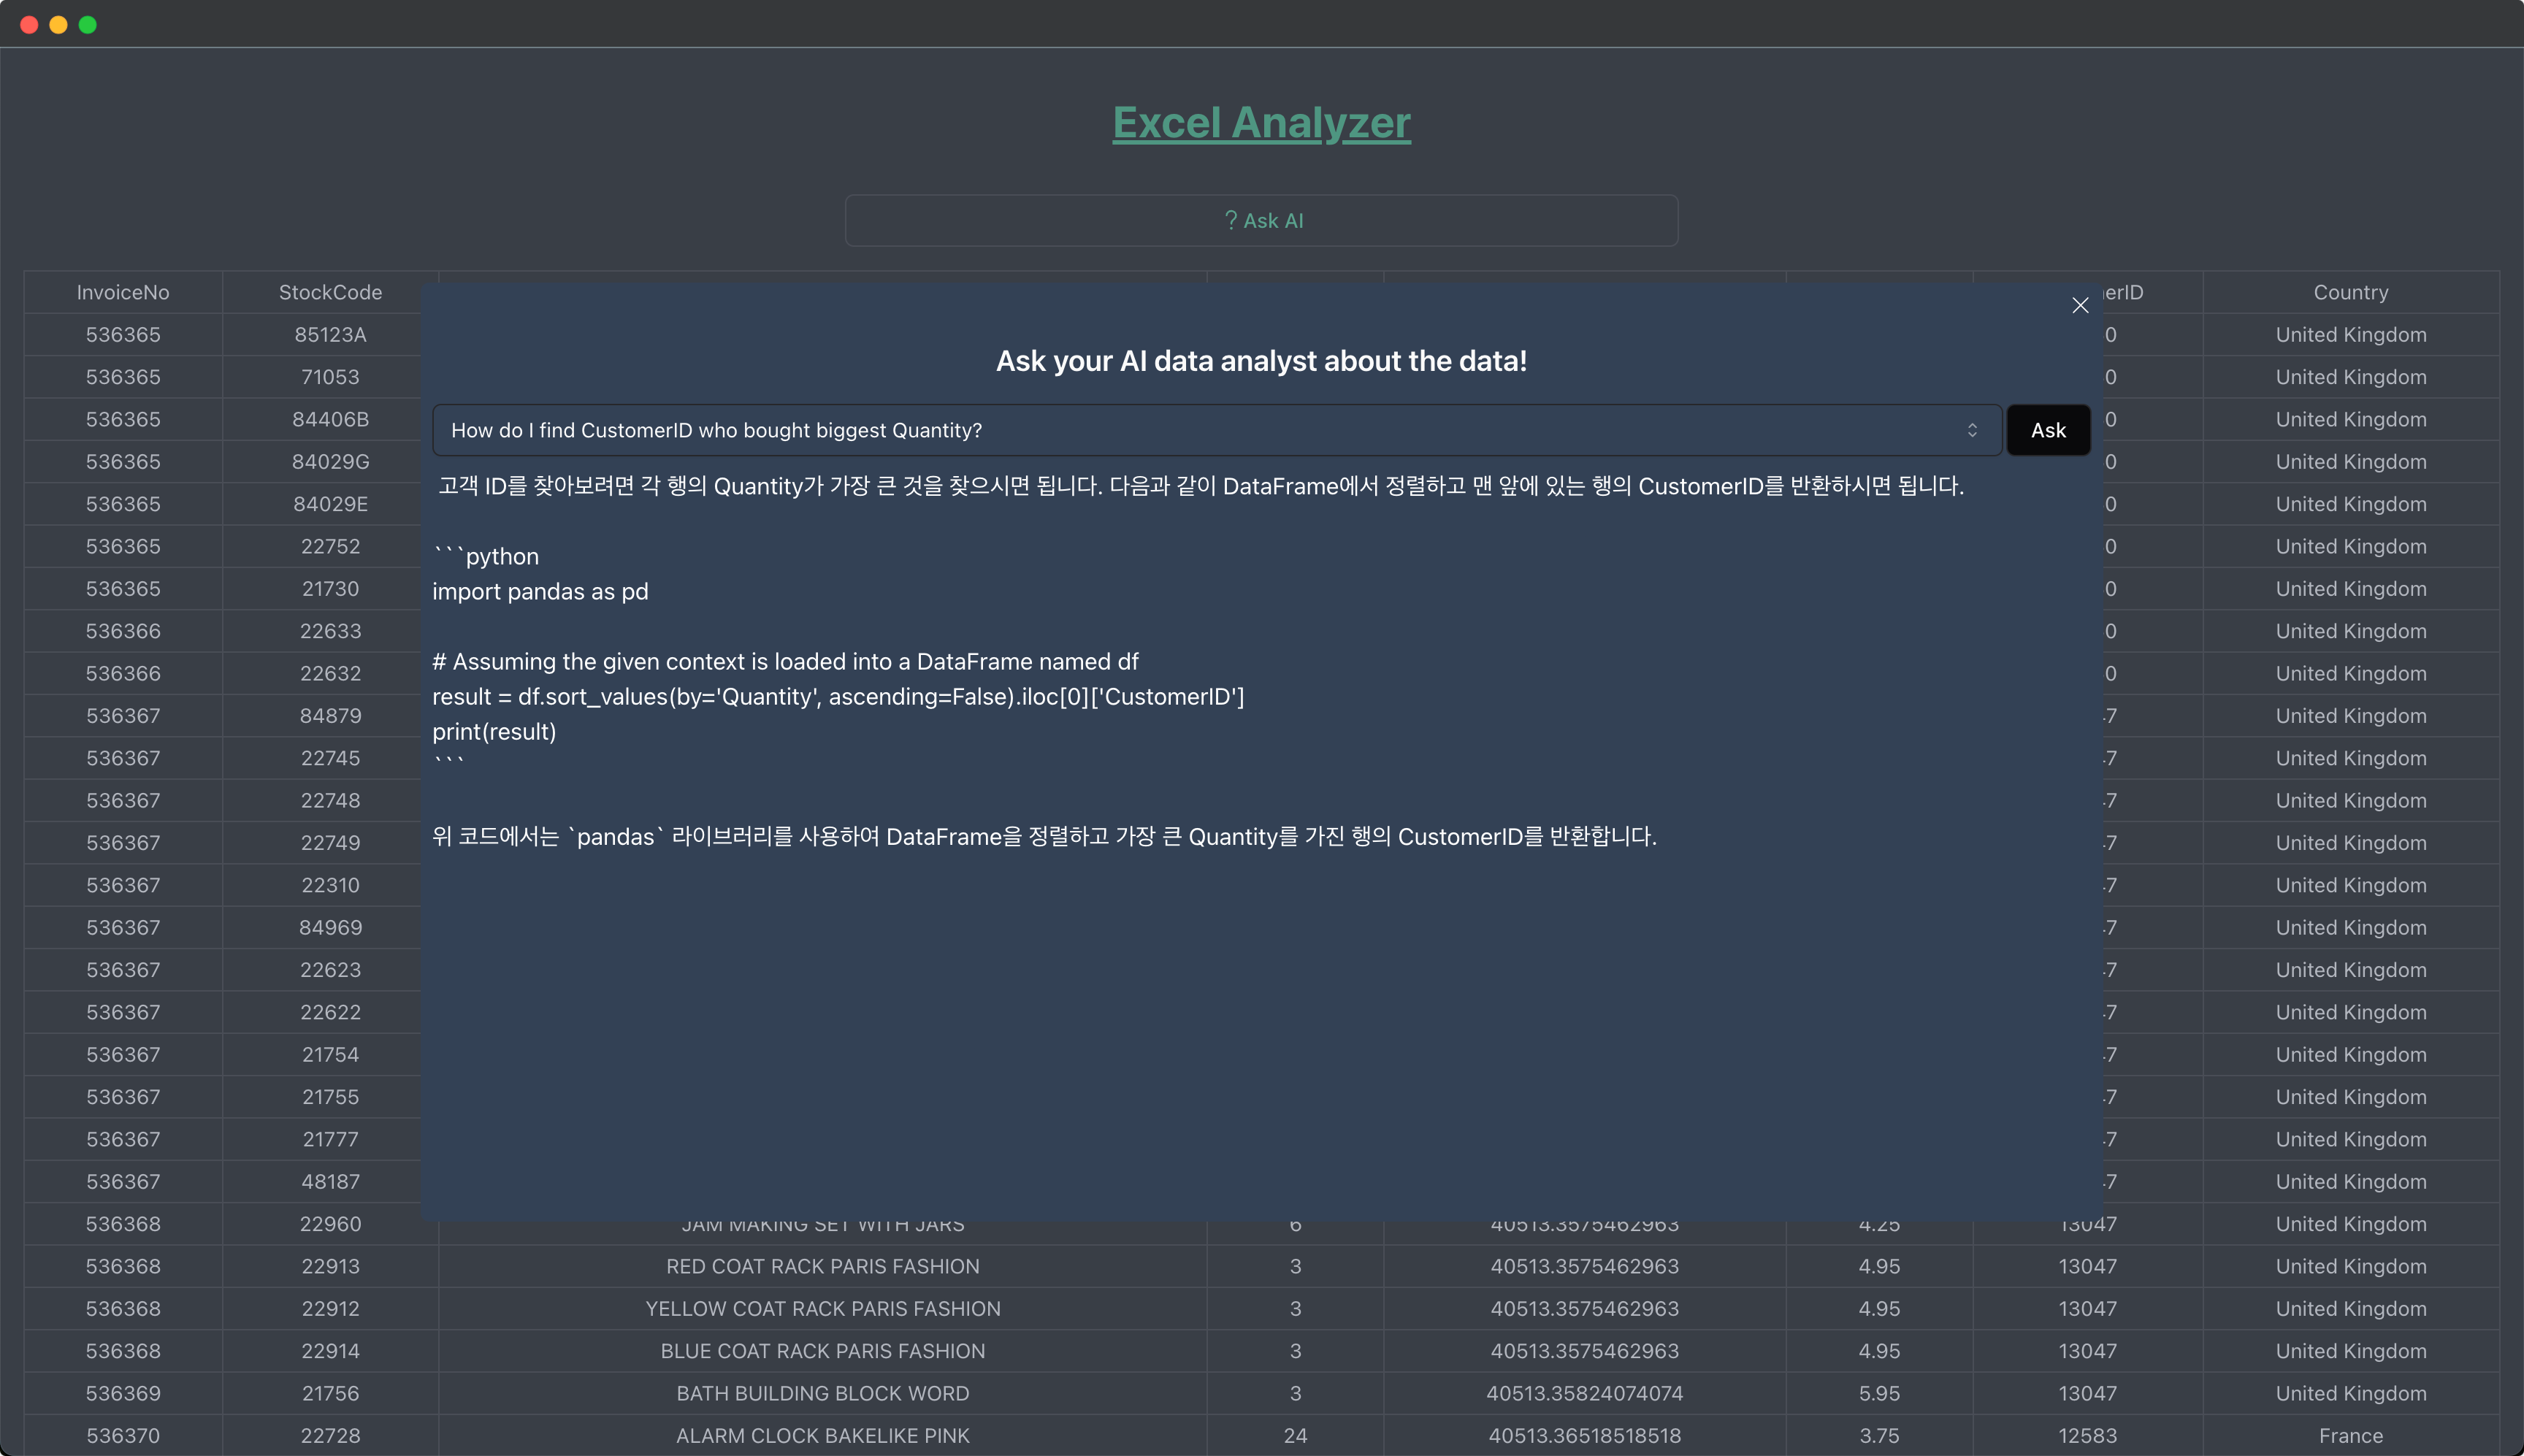 Excel Analyzer
? Ask AI
InvoiceNo StockCode erID Country
536365 85123A 0 United Kingdom
Ask your AI data analyst about the data!
536365 71053 0 United Kingdom
536365 84406B 0 United Kingdom
How do I find CustomerID who bought biggest Quantity? Ask
536365 84029G 0 United Kingdom
고객 ID를 찾아보려면 각 행의 Quantity가 가장 큰 것을 찾으시면 됩니다. 다음과 같이 DataFrame에서 정렬하고 맨 앞에 있는 행의 CustomerID를 반환하시면 됩니다.
536365 84029E 0 United Kingdom
536365 22752 0 United Kingdom
```python
536365 21730 0 United Kingdom
import pandas as pd
536366 22633 0 United Kingdom
# Assuming the given context is loaded into a DataFrame named df
536366 22632 0 United Kingdom
result = df.sort_values(by='Quantity', ascending=False).iloc[0]['CustomerID']
536367 84879 7 United Kingdom
print(result)
536367 22745 7 United Kingdom
```
536367 22748 7 United Kingdom
536367 22749 7 United Kingdom
위 코드에서는 `pandas` 라이브러리를 사용하여 DataFrame을 정렬하고 가장 큰 Quantity를 가진 행의 CustomerID를 반환합니다.
536367 22310 7 United Kingdom
536367 84969 7 United Kingdom
536367 22623 7 United Kingdom
536367 22622 7 United Kingdom
536367 21754 7 United Kingdom
536367 21755 7 United Kingdom
536367 21777 7 United Kingdom
536367 48187 7 United Kingdom
536368 22960 JAM MAKING SET WITH JARS 6 40513.3575462963 4.25 13047 United Kingdom
536368 22913 RED COAT RACK PARIS FASHION 3 40513.3575462963 4.95 13047 United Kingdom
536368 22912 YELLOW COAT RACK PARIS FASHION 3 40513.3575462963 4.95 13047 United Kingdom
536368 22914 BLUE COAT RACK PARIS FASHION 3 40513.3575462963 4.95 13047 United Kingdom
536369 21756 BATH BUILDING BLOCK WORD 3 40513.35824074074 5.95 13047 United Kingdom
536370 22728 ALARM CLOCK BAKELIKE PINK 24 40513.36518518518 3.75 12583 France